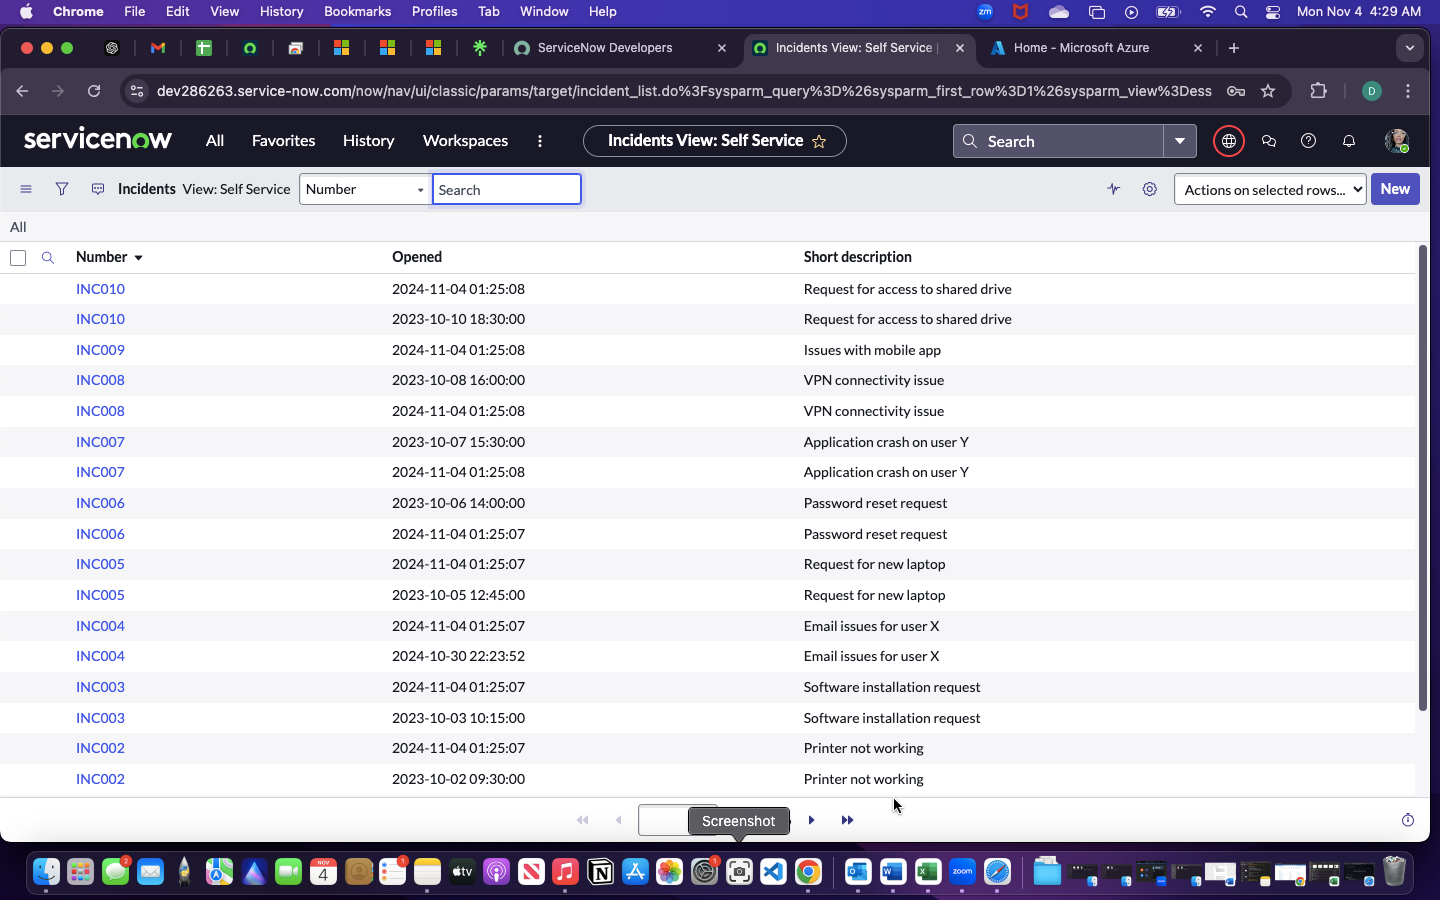 Chrome File Edit View History Bookmarks Profiles Tab Window Help zm Mon Nov 4 4:29 AM
ServiceNow Developers Incidents View: Self Service | Home - Microsoft Azure
dev286263.service-now.com/now/nav/ui/classic/params/target/incident_list.do%3Fsysparm_query%3D%26sysparm_first_row%3D1%26sysparm_view%3Dess D
servicenow All Favorites History Workspaces Incidents View: Self Service Search
Incidents View: Self Service Number Search Actions on selected rows... New
All
Number Opened Short description
INC010 2024-11-04 01:25:08 Request for access to shared drive
INC010 2023-10-10 18:30:00 Request for access to shared drive
INC009 2024-11-04 01:25:08 Issues with mobile app
INC008 2023-10-08 16:00:00 VPN connectivity issue
INC008 2024-11-04 01:25:08 VPN connectivity issue
INC007 2023-10-07 15:30:00 Application crash on user Y
INC007 2024-11-04 01:25:08 Application crash on user Y
INC006 2023-10-06 14:00:00 Password reset request
INC006 2024-11-04 01:25:07 Password reset request
INC005 2024-11-04 01:25:07 Request for new laptop
INC005 2023-10-05 12:45:00 Request for new laptop
INC004 2024-11-04 01:25:07 Email issues for user X
INC004 2024-10-30 22:23:52 Email issues for user X
INC003 2024-11-04 01:25:07 Software installation request
INC003 2023-10-03 10:15:00 Software installation request
INC002 2024-11-04 01:25:07 Printer not working
INC002 2023-10-02 09:30:00 Printer not working
Screenshot
2 NOV 4 1 tv 1 zoom